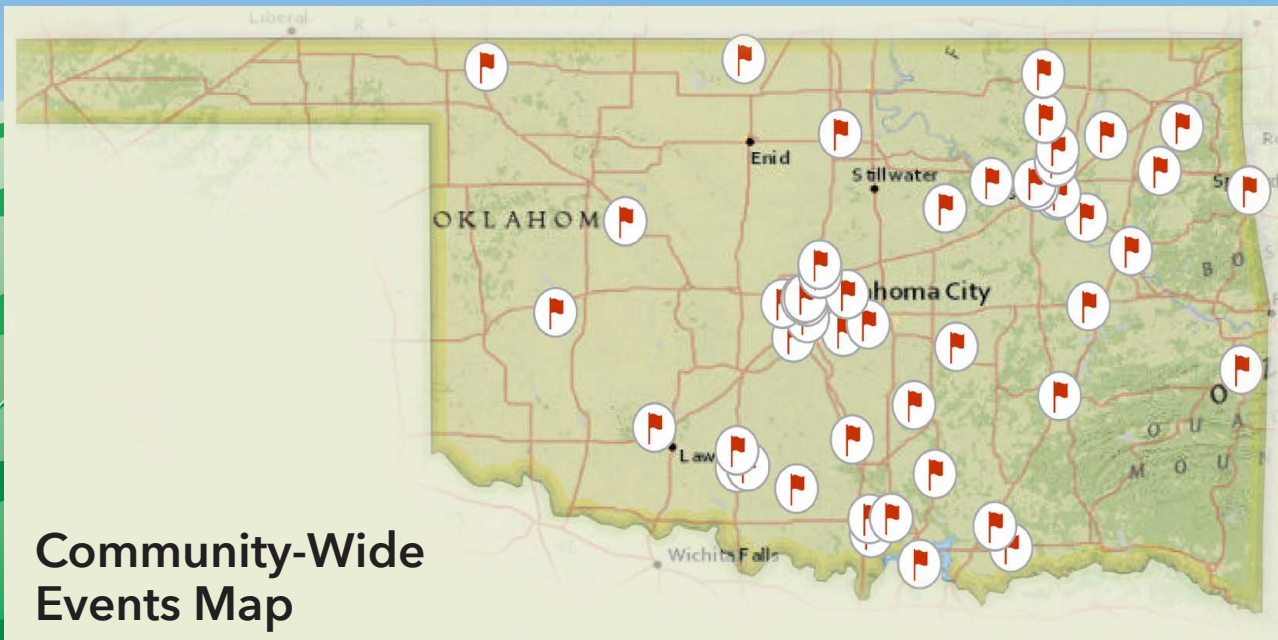 Liberal
Enid
Stillwater
OKLAHOM
homa City
B O
O
O U A
M O U
Law
Wichita Falls
Community-Wide
Events Map